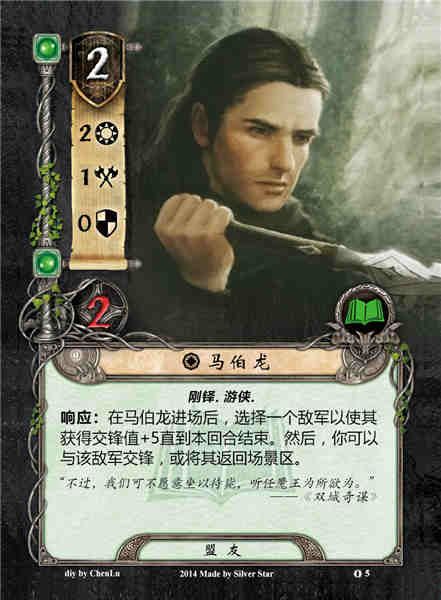 2
2
1
0
2
马伯龙
刚铎. 游侠.
响应：在马伯龙进场后，选择一个敌军以使其
获得交锋值+5直到本回合结束。然后，你可以
与该敌军交锋，或将其返回场景区。
“不过，我们可不愿意坐以待毙，听任魔王为所欲为。”
——《双城奇谋》
盟友
diy by ChenLu 2014 Made by Silver Star 5